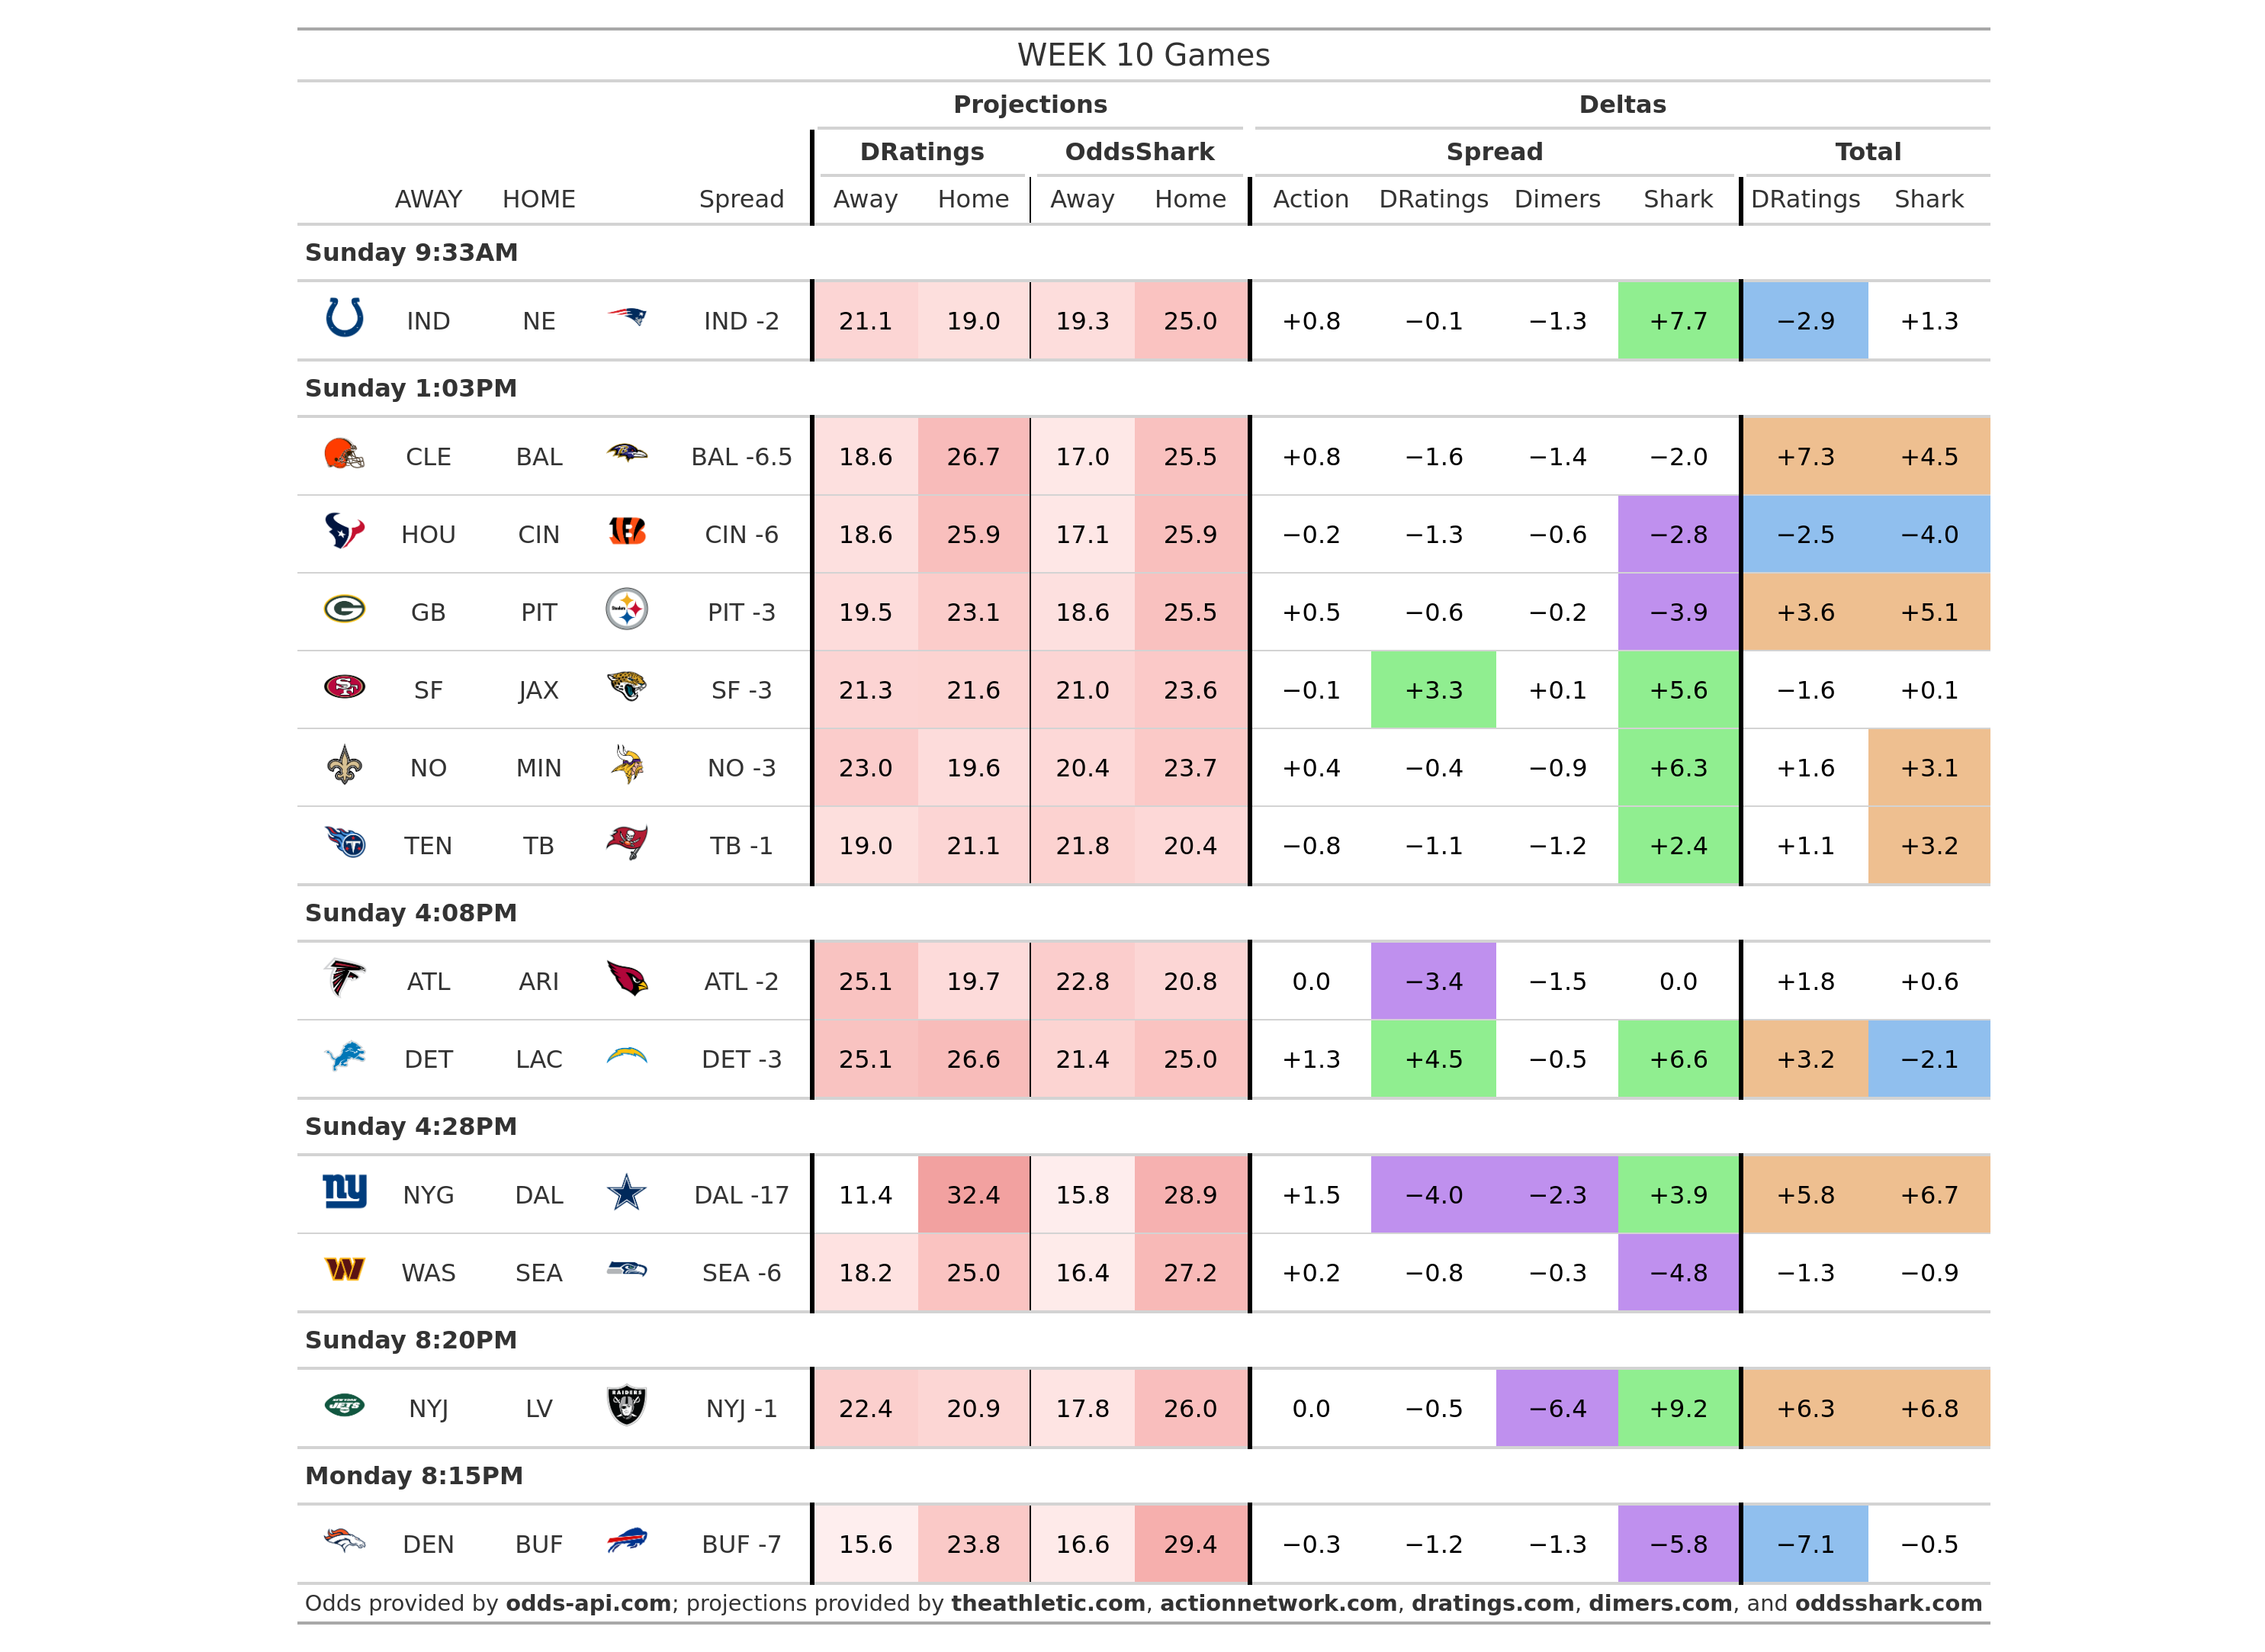 WEEK 10 Games
Projections Deltas
DRatings OddsShark Spread Total
AWAY HOME Spread Away Home Away Home Action DRatings Dimers Shark DRatings Shark
Sunday 9:33AM
IND NE IND -2 21.1 19.0 19.3 25.0 +0.8 −0.1 −1.3 +7.7 −2.9 +1.3
Sunday 1:03PM
CLE BAL BAL -6.5 18.6 26.7 17.0 25.5 +0.8 −1.6 −1.4 −2.0 +7.3 +4.5
HOU CIN CIN -6 18.6 25.9 17.1 25.9 −0.2 −1.3 −0.6 −2.8 −2.5 −4.0
GB PIT PIT -3 19.5 23.1 18.6 25.5 +0.5 −0.6 −0.2 −3.9 +3.6 +5.1
SF JAX SF -3 21.3 21.6 21.0 23.6 −0.1 +3.3 +0.1 +5.6 −1.6 +0.1
NO MIN NO -3 23.0 19.6 20.4 23.7 +0.4 −0.4 −0.9 +6.3 +1.6 +3.1
TEN TB TB -1 19.0 21.1 21.8 20.4 −0.8 −1.1 −1.2 +2.4 +1.1 +3.2
Sunday 4:08PM
ATL ARI ATL -2 25.1 19.7 22.8 20.8 0.0 −3.4 −1.5 0.0 +1.8 +0.6
DET LAC DET -3 25.1 26.6 21.4 25.0 +1.3 +4.5 −0.5 +6.6 +3.2 −2.1
Sunday 4:28PM
NYG DAL DAL -17 11.4 32.4 15.8 28.9 +1.5 −4.0 −2.3 +3.9 +5.8 +6.7
WAS SEA SEA -6 18.2 25.0 16.4 27.2 +0.2 −0.8 −0.3 −4.8 −1.3 −0.9
Sunday 8:20PM
NYJ LV NYJ -1 22.4 20.9 17.8 26.0 0.0 −0.5 −6.4 +9.2 +6.3 +6.8
Monday 8:15PM
DEN BUF BUF -7 15.6 23.8 16.6 29.4 −0.3 −1.2 −1.3 −5.8 −7.1 −0.5
Odds provided by odds-api.com; projections provided by theathletic.com, actionnetwork.com, dratings.com, dimers.com, and oddsshark.com